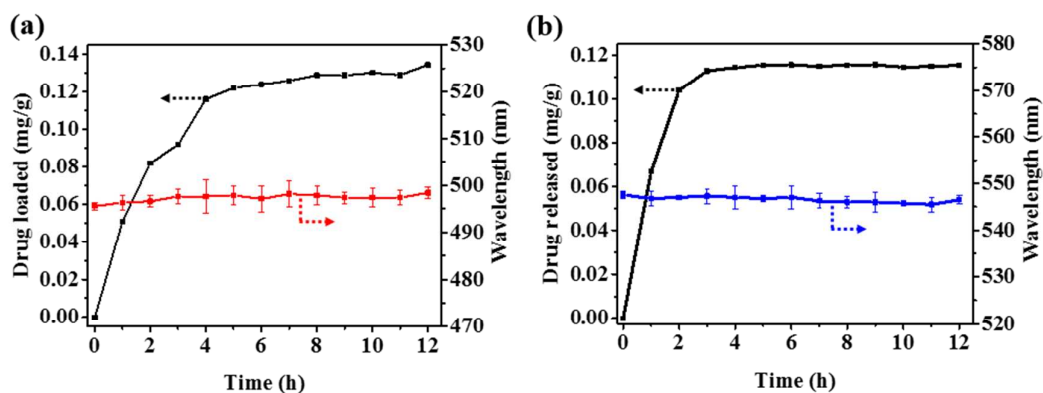 (a)
Drug loaded (mg/g)
0.14
0.12
0.10
0.08
0.06
0.04
0.02
0.00
0 2 4 6 8 10 12
Time (h)
530
520
510
500
490
480
470
Wavelength (nm)
(b)
Drug released (mg/g)
0.12
0.10
0.08
0.06
0.04
0.02
0.00
0 2 4 6 8 10 12
Time (h)
580
570
560
550
540
530
520
Wavelength (nm)